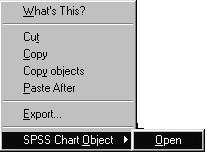 What's This?
Cut
Copy
Copy objects
Paste After
Export...
SPSS Chart Object Open